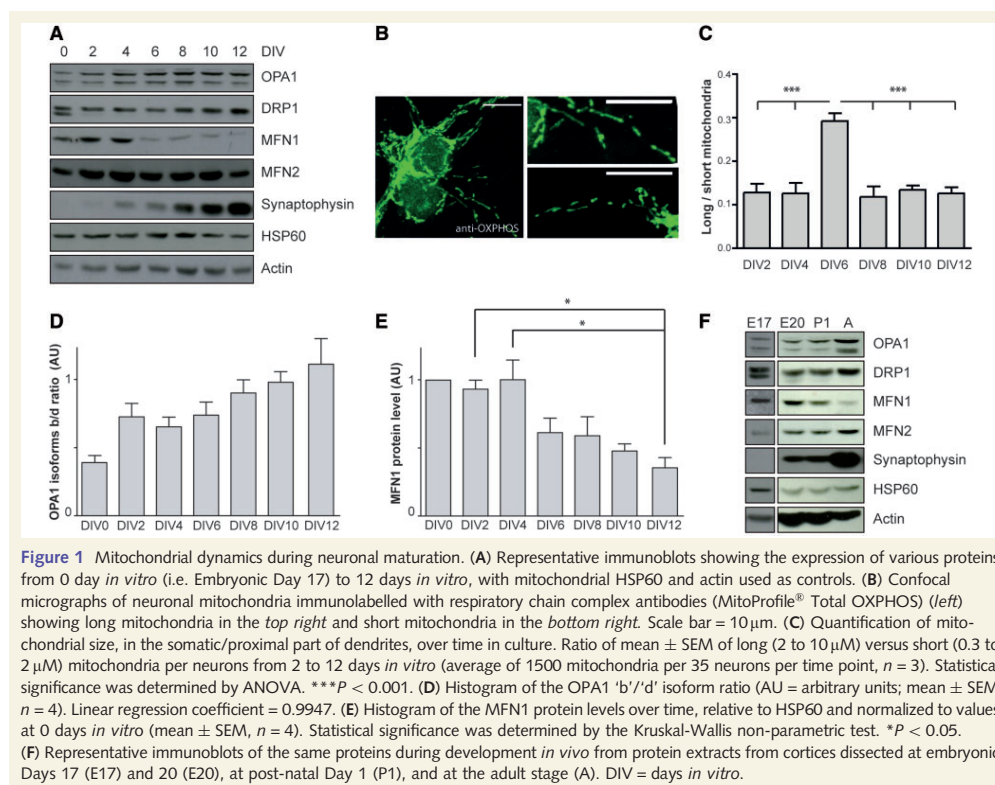 A
0 2 4 6 8 10 12 DIV
OPA1
DRP1
MFN1
MFN2
Synaptophysin
HSP60
Actin
B
anti-OXPHOS
C
Long / short mitochondria
0.4
0.3
0.2
0.1
0.0
***
***
DIV2 DIV4 DIV6 DIV8 DIV10 DIV12
D
OPA1 isoforms b/d ratio (AU)
1
0
DIV0 DIV2 DIV4 DIV6 DIV8 DIV10 DIV12
E
MFN1 protein level (AU)
1
0
*
*
DIV0 DIV2 DIV4 DIV6 DIV8 DIV10 DIV12
F
E17 E20 P1 A
OPA1
DRP1
MFN1
MFN2
Synaptophysin
HSP60
Actin
Figure 1 Mitochondrial dynamics during neuronal maturation. (A) Representative immunoblots showing the expression of various proteins
from 0 day in vitro (i.e. Embryonic Day 17) to 12 days in vitro, with mitochondrial HSP60 and actin used as controls. (B) Confocal
micrographs of neuronal mitochondria immunolabelled with respiratory chain complex antibodies (MitoProfile® Total OXPHOS) (left)
showing long mitochondria in the top right and short mitochondria in the bottom right. Scale bar = 10 μm. (C) Quantification of mito-
chondrial size, in the somatic/proximal part of dendrites, over time in culture. Ratio of mean ± SEM of long (2 to 10 μM) versus short (0.3 to
2 μM) mitochondria per neurons from 2 to 12 days in vitro (average of 1500 mitochondria per 35 neurons per time point, n = 3). Statistical
significance was determined by ANOVA. ***P < 0.001. (D) Histogram of the OPA1 'b'/'d' isoform ratio (AU = arbitrary units; mean ± SEM
n = 4). Linear regression coefficient = 0.9947. (E) Histogram of the MFN1 protein levels over time, relative to HSP60 and normalized to values
at 0 days in vitro (mean ± SEM, n = 4). Statistical significance was determined by the Kruskal-Wallis non-parametric test. *P < 0.05.
(F) Representative immunoblots of the same proteins during development in vivo from protein extracts from cortices dissected at embryonic
Days 17 (E17) and 20 (E20), at post-natal Day 1 (P1), and at the adult stage (A). DIV = days in vitro.